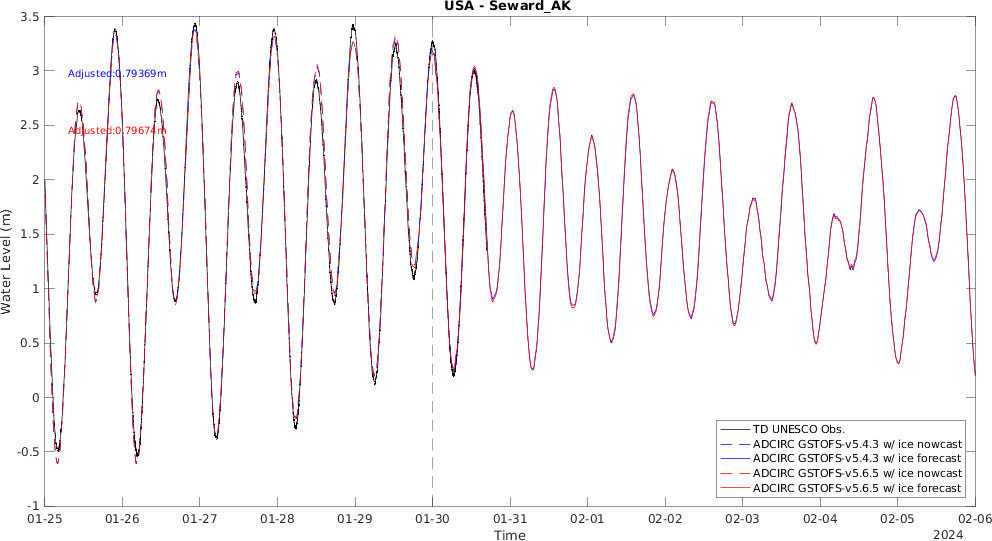 USA - Seward_AK
3.5
3
2.5
2
1.5
1
0.5
0
-0.5
-1
Water Level (m)
Adjusted:0.79369m
Adjusted:0.79674m
TD UNESCO Obs.
ADCIRC GSTOFS-v5.4.3 w/ ice nowcast
ADCIRC GSTOFS-v5.4.3 w/ ice forecast
ADCIRC GSTOFS-v5.6.5 w/ ice nowcast
ADCIRC GSTOFS-v5.6.5 w/ ice forecast
01-25 01-26 01-27 01-28 01-29 01-30 01-31 02-01 02-02 02-03 02-04 02-05 02-06
Time
2024